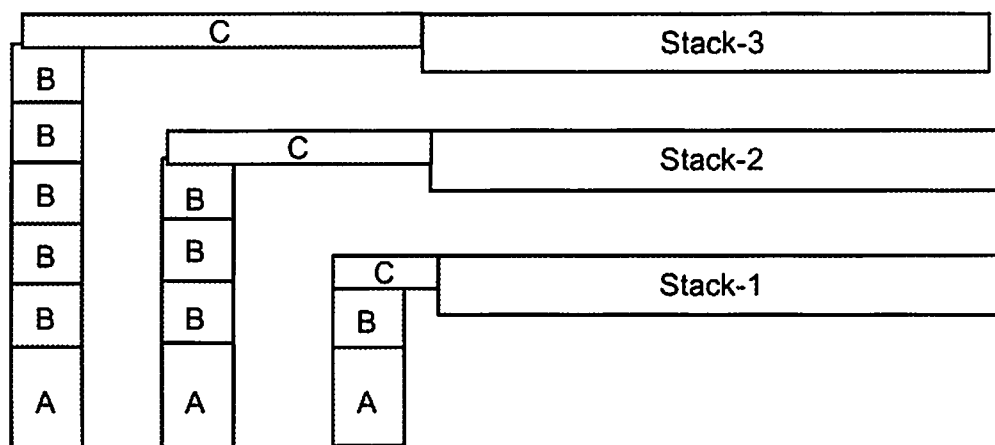 C Stack-3
B
B C Stack-2
B B
B B C Stack-1
B B B
A A A